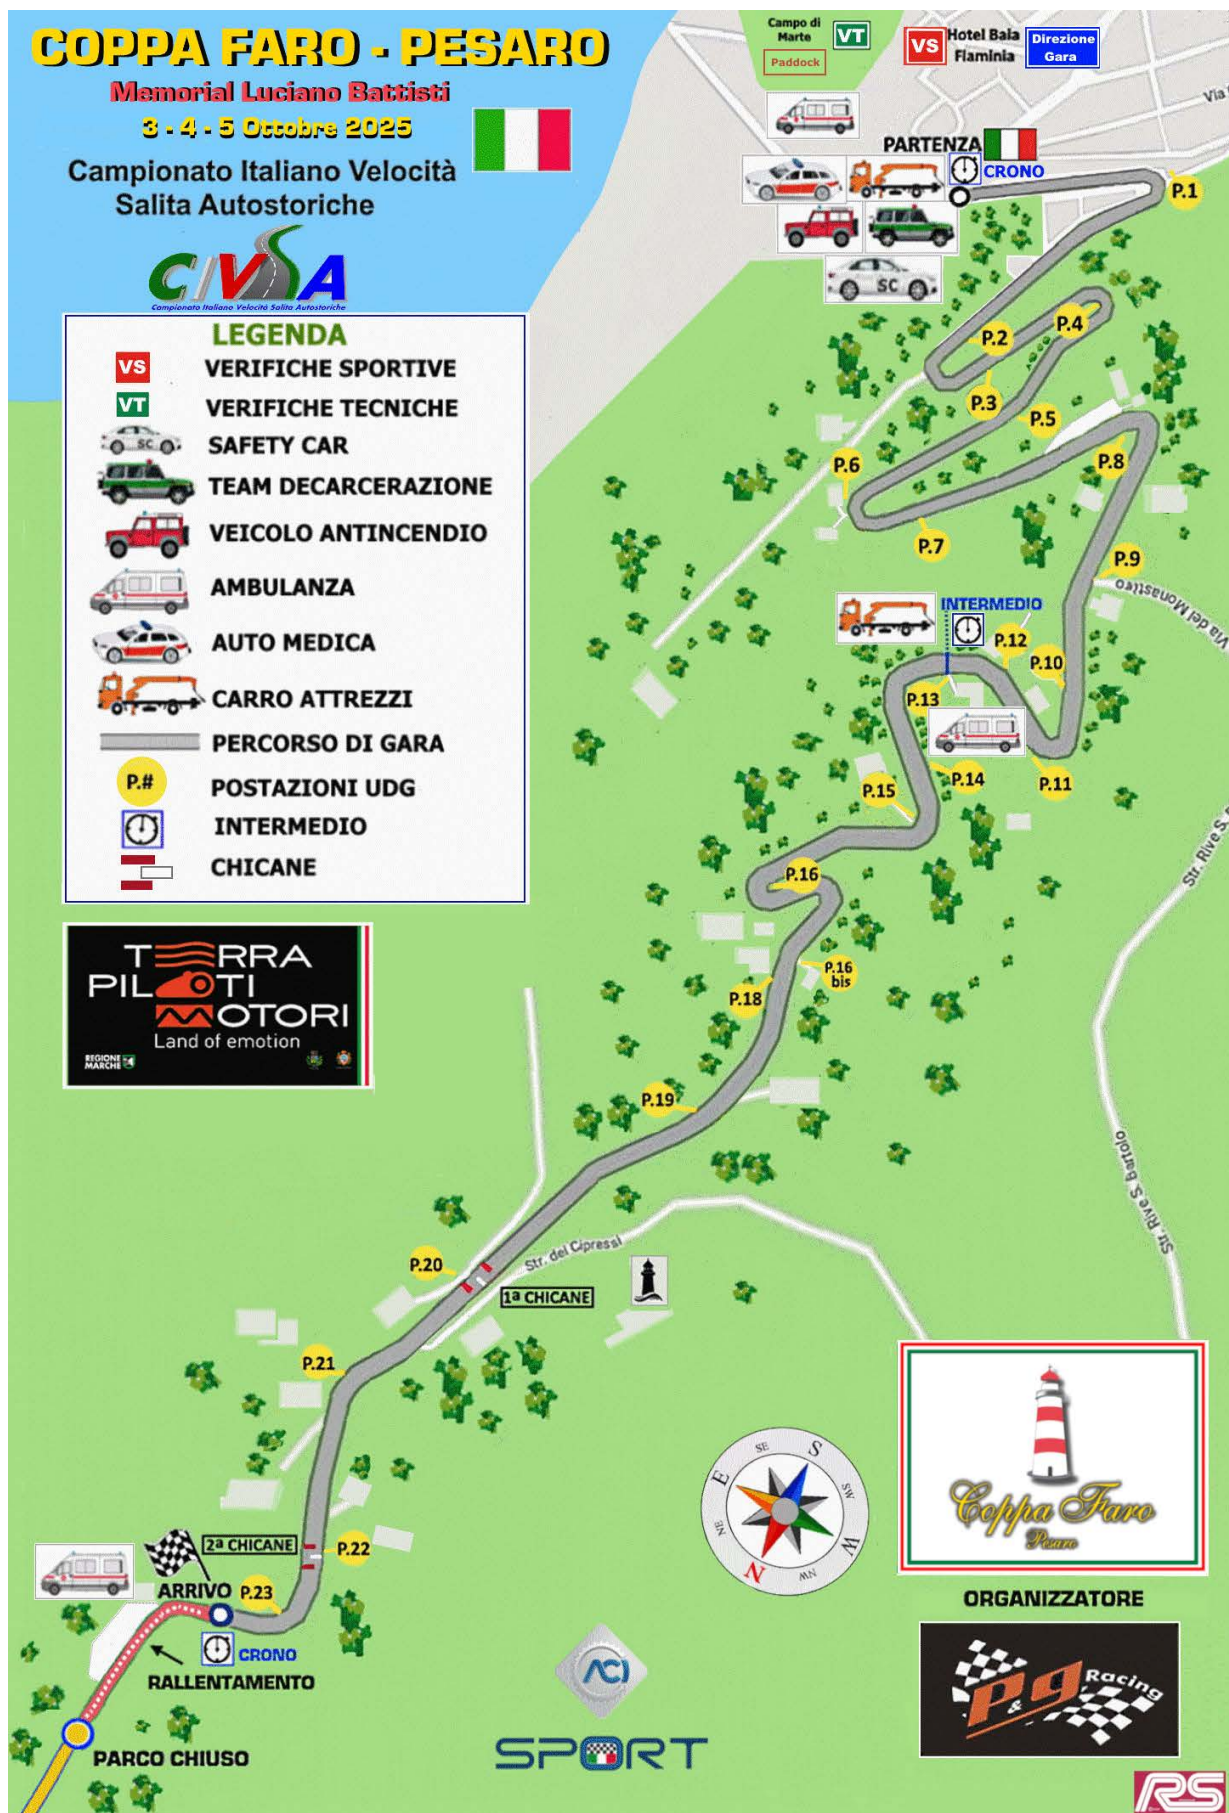 COPPA FARO - PESARO
Memorial Luciano Battisti
3 - 4 - 5 Ottobre 2025
Campionato Italiano Velocità
Salita Autostoriche
CIVSA
Campionato Italiano Velocità Salita Autostoriche
Campo di
Marte
VT
Paddock
VS
Hotel Baia
Flaminia
Direzione
Gara
Via
PARTENZA
CRONO
SC
P.1
P.2
P.4
P.3
P.5
P.6
P.8
P.7
P.9
Via del Monastero
INTERMEDIO
P.12
P.10
P.13
P.11
P.14
P.15
P.16
P.16
bis
P.18
P.19
Str. Rive S.
Str. Rive S. Bartolo
Str. dei Cipressi
P.20
1ª CHICANE
P.21
2ª CHICANE
P.22
ARRIVO
P.23
CRONO
RALLENTAMENTO
PARCO CHIUSO
LEGENDA
VS VERIFICHE SPORTIVE
VT VERIFICHE TECNICHE
SC SAFETY CAR
TEAM DECARCERAZIONE
VEICOLO ANTINCENDIO
AMBULANZA
AUTO MEDICA
CARRO ATTREZZI
PERCORSO DI GARA
P.# POSTAZIONI UDG
INTERMEDIO
CHICANE
TERRA
PILOTI
MOTORI
Land of emotion
REGIONE
MARCHE
S
SW
W
NW
N
NE
E
SE
Coppa Faro
Pesaro
ORGANIZZATORE
P&g Racing
ACI
SPORT
RS